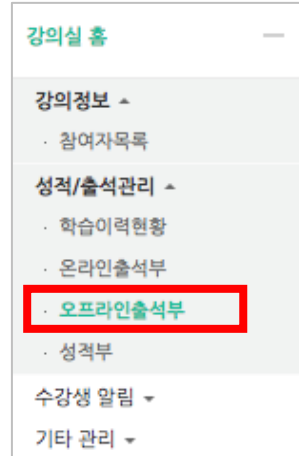 강의실 홈 —
강의정보 ▲
· 참여자목록
성적/출석관리 ▲
· 학습이력현황
· 온라인출석부
· 오프라인출석부
· 성적부
수강생 알림 ▼
기타 관리 ▼